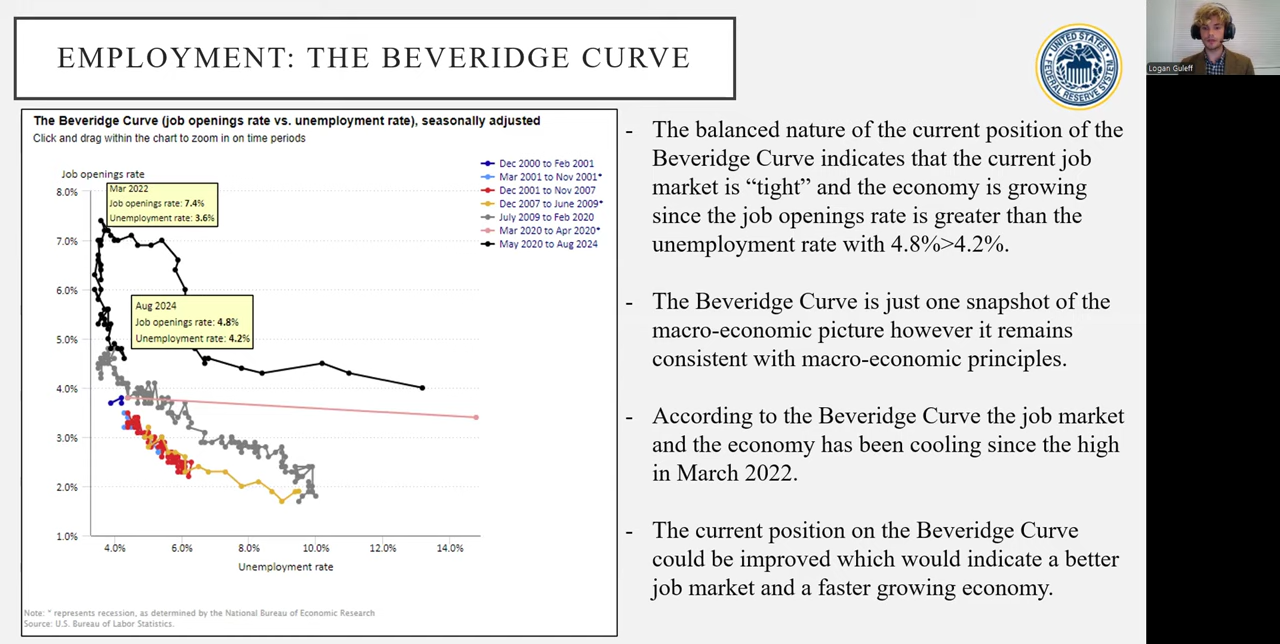 EMPLOYMENT: THE BEVERIDGE CURVE
UNITED STATES
FEDERAL RESERVE SYSTEM
Logan Guleff
The Beveridge Curve (job openings rate vs. unemployment rate), seasonally adjusted
Click and drag within the chart to zoom in on time periods
Job openings rate
8.0%
7.0%
6.0%
5.0%
4.0%
3.0%
2.0%
1.0%
Mar 2022
Job openings rate: 7.4%
Unemployment rate: 3.6%
Aug 2024
Job openings rate: 4.8%
Unemployment rate: 4.2%
Dec 2000 to Feb 2001
Mar 2001 to Nov 2001*
Dec 2001 to Nov 2007
Dec 2007 to June 2009*
July 2009 to Feb 2020
Mar 2020 to Apr 2020*
May 2020 to Aug 2024
4.0% 6.0% 8.0% 10.0% 12.0% 14.0%
Unemployment rate
Note: * represents recession, as determined by the National Bureau of Economic Research
Source: U.S. Bureau of Labor Statistics.
- The balanced nature of the current position of the
Beveridge Curve indicates that the current job
market is “tight” and the economy is growing
since the job openings rate is greater than the
unemployment rate with 4.8%>4.2%.
- The Beveridge Curve is just one snapshot of the
macro-economic picture however it remains
consistent with macro-economic principles.
- According to the Beveridge Curve the job market
and the economy has been cooling since the high
in March 2022.
- The current position on the Beveridge Curve
could be improved which would indicate a better
job market and a faster growing economy.